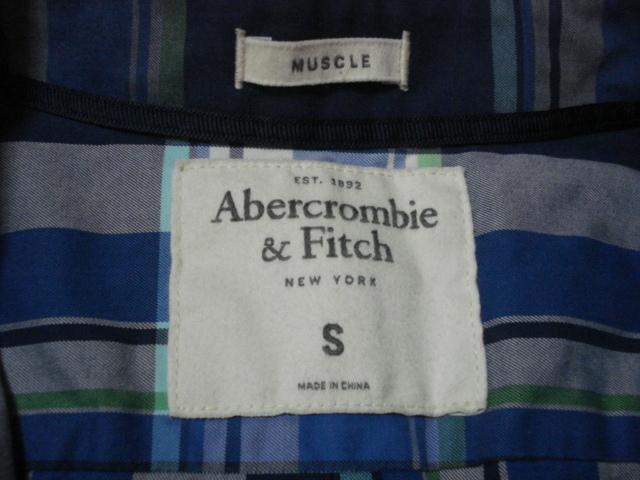 MUSCLE
EST. 1892
Abercrombie
& Fitch
NEW YORK
S
MADE IN CHINA